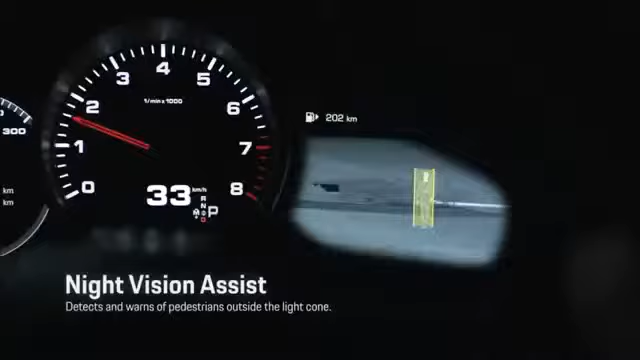 4
3
5
2
6
1/min x 1000
202 km
300
1
7
km
33 km/h
8
0
km
R
N
D
P
Night Vision Assist
Detects and warns of pedestrians outside the light cone.